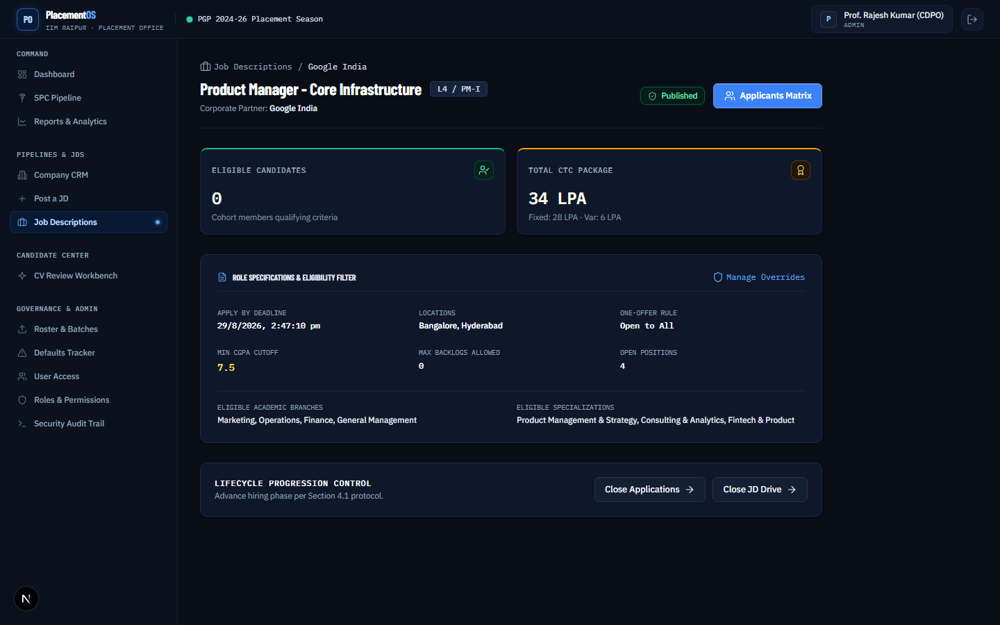 PO
PlacementOS
IIM RAIPUR · PLACEMENT OFFICE
PGP 2024-26 Placement Season
P
Prof. Rajesh Kumar (CDPO)
ADMIN
COMMAND
Dashboard
SPC Pipeline
Reports & Analytics
PIPELINES & JDS
Company CRM
Post a JD
Job Descriptions
CANDIDATE CENTER
CV Review Workbench
GOVERNANCE & ADMIN
Roster & Batches
Defaults Tracker
User Access
Roles & Permissions
Security Audit Trail
N
Job Descriptions / Google India
Product Manager - Core Infrastructure
L4 / PM-I
Corporate Partner: Google India
Published
Applicants Matrix
ELIGIBLE CANDIDATES
0
Cohort members qualifying criteria
TOTAL CTC PACKAGE
34 LPA
Fixed: 28 LPA · Var: 6 LPA
ROLE SPECIFICATIONS & ELIGIBILITY FILTER
Manage Overrides
APPLY BY DEADLINE
29/8/2026, 2:47:10 pm
LOCATIONS
Bangalore, Hyderabad
ONE-OFFER RULE
Open to All
MIN CGPA CUTOFF
7.5
MAX BACKLOGS ALLOWED
0
OPEN POSITIONS
4
ELIGIBLE ACADEMIC BRANCHES
Marketing, Operations, Finance, General Management
ELIGIBLE SPECIALIZATIONS
Product Management & Strategy, Consulting & Analytics, Fintech & Product
LIFECYCLE PROGRESSION CONTROL
Advance hiring phase per Section 4.1 protocol.
Close Applications
Close JD Drive